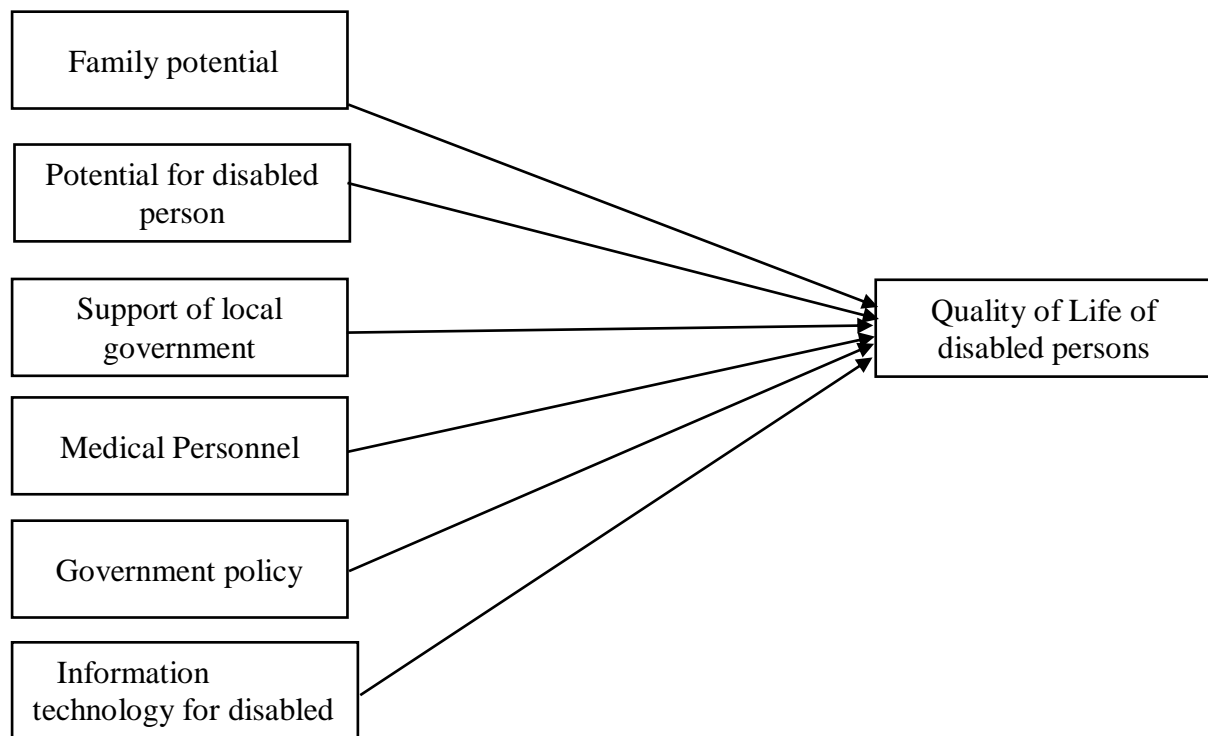 Family potential
Potential for disabled
person
Support of local
government
Medical Personnel
Government policy
Information
technology for disabled
Quality of Life of
disabled persons